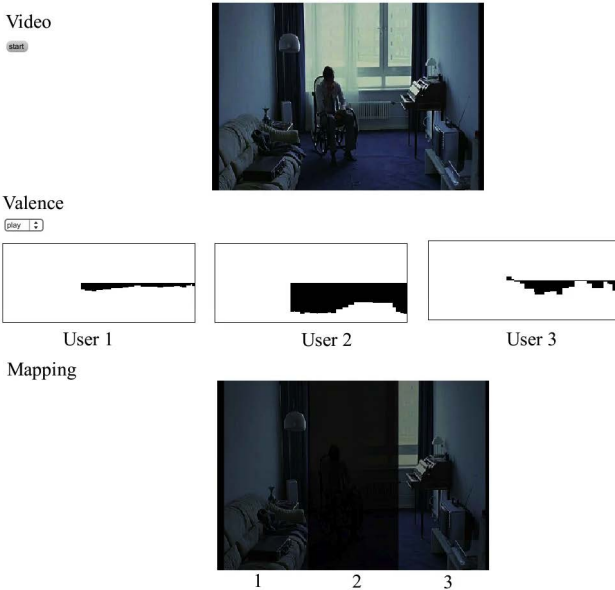 Video
start
Valence
play
User 1
User 2
User 3
Mapping
1
2
3